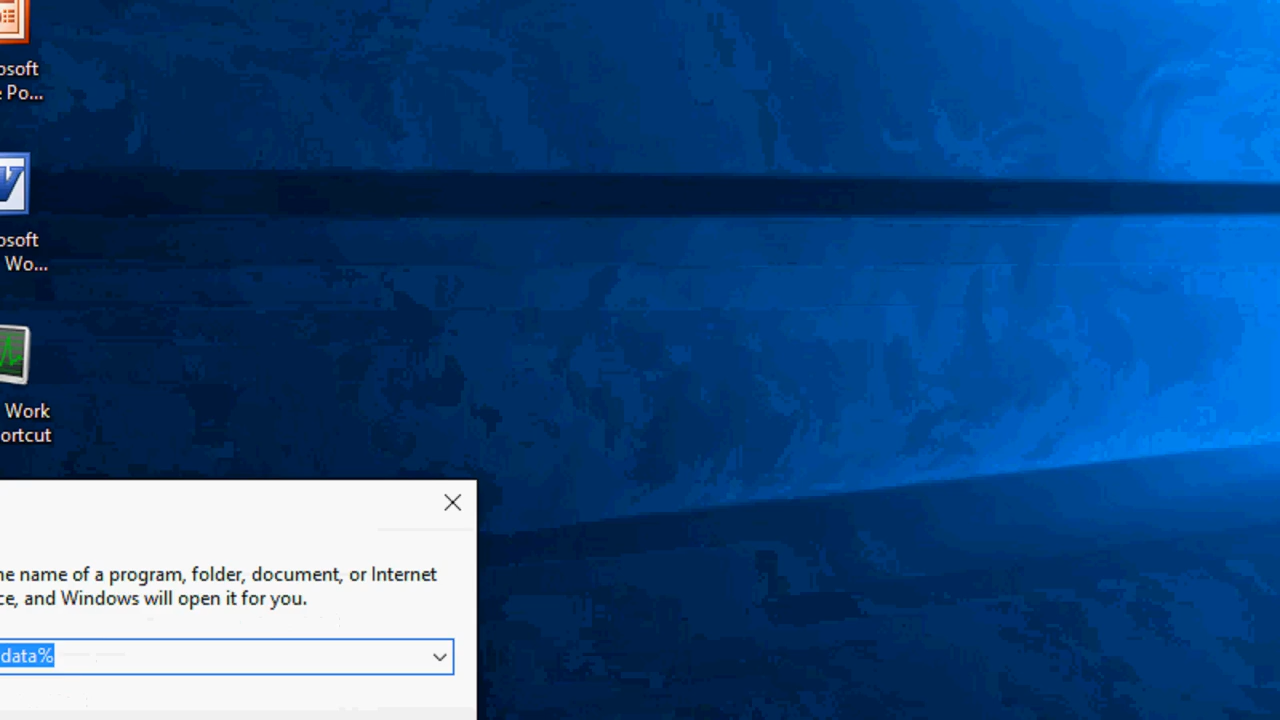 osoft
Po...
osoft
Wo...
Work
ortcut
ne name of a program, folder, document, or Internet
ce, and Windows will open it for you.
data%